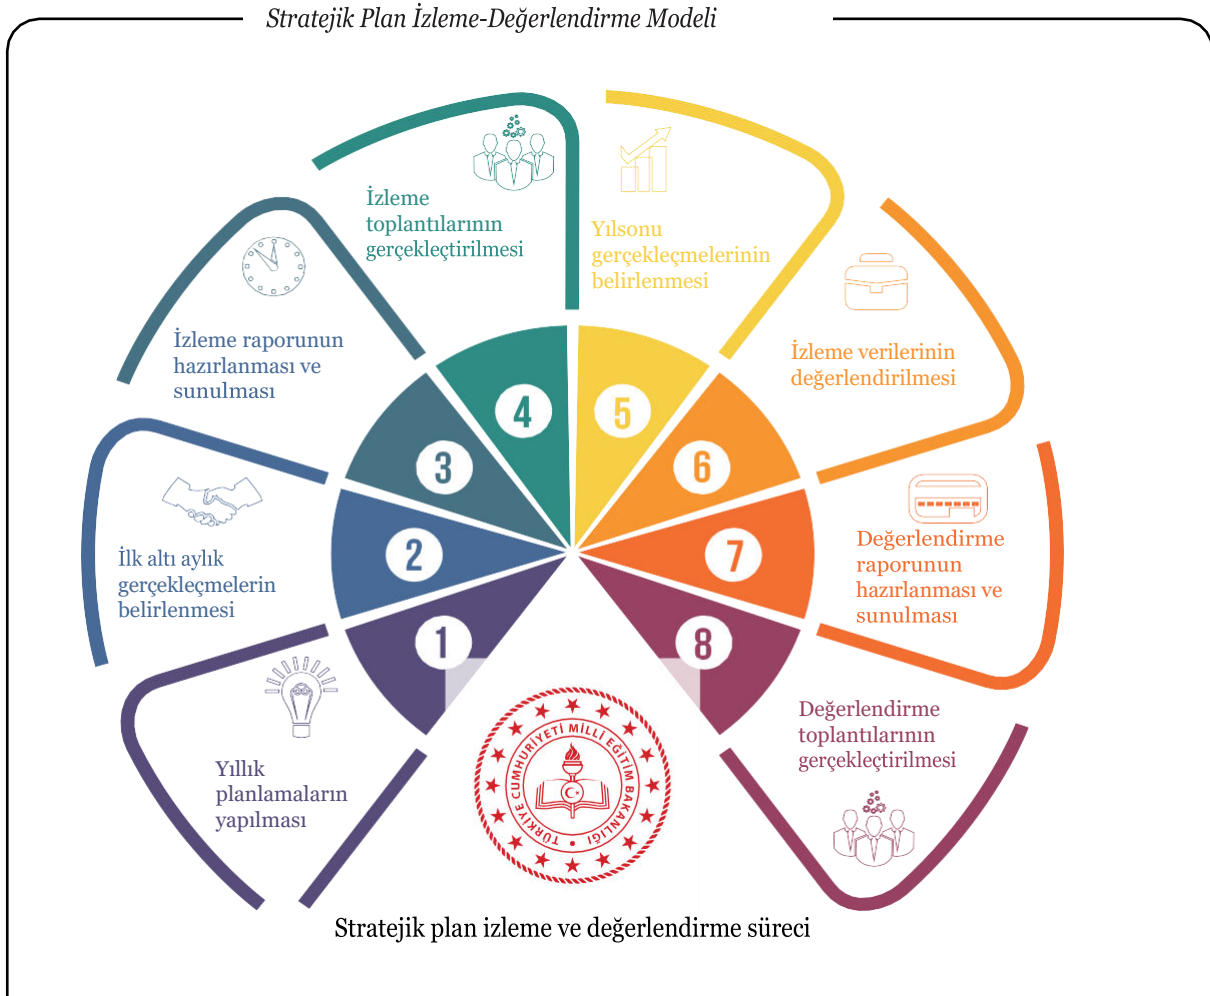 Stratejik Plan İzleme-Değerlendirme Modeli
İzleme
toplantılarının
gerçekleçtirilmesi
Yılsonu
gerçekleçmelerinin
belirlenmesi
İzleme raporunun
hazırlanması ve
sunulması
İzleme verilerinin
değerlendirilmesi
İlk altı aylık
gerçekleçmelerin
belirlenmesi
Değerlendirme
raporunun
hazırlanması ve
sunulması
Yıllık
planlamaların
yapılması
Değerlendirme
toplantılarının
gerçekleçtirilmesi
1
2
3
4
5
6
7
8
TÜRKİYE CUMHURİYETİ MİLLİ EĞİTİM BAKANLIĞI
Stratejik plan izleme ve değerlendirme süreci